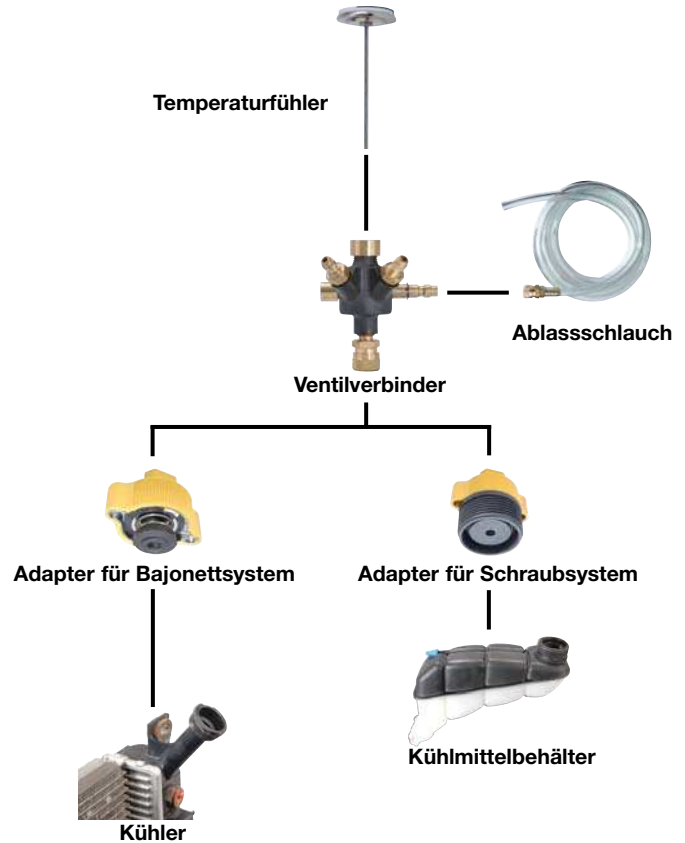 Temperaturfühler
Ablassschlauch
Ventilverbinder
Adapter für Bajonettsystem
Adapter für Schraubsystem
Kühlmittelbehälter
Kühler